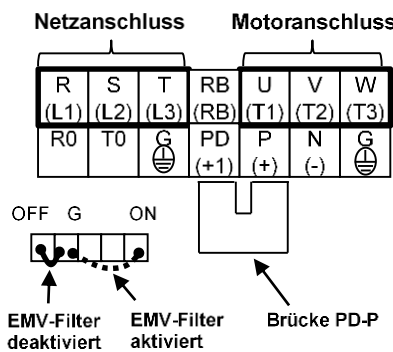 Netzanschluss Motoranschluss
R S T RB U V W
(L1) (L2) (L3) (RB) (T1) (T2) (T3)
R0 T0 G PD P N G
(+1) (+) (-)
OFF G ON
EMV-Filter deaktiviert
EMV-Filter aktiviert
Brücke PD-P